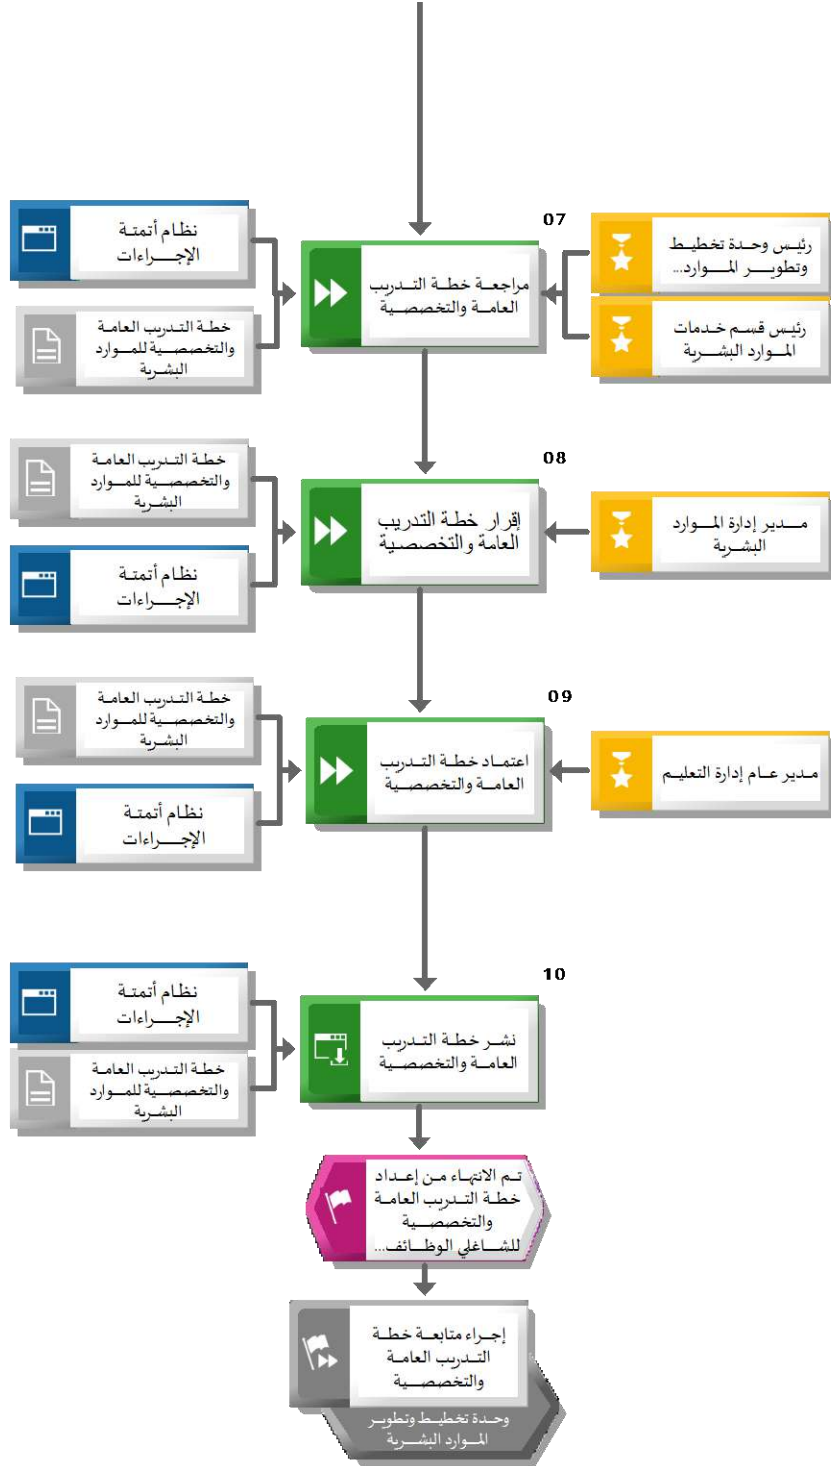 07
رئيس وحدة تخطيط
وتطوير الموارد...
رئيس قسم خدمات
الموارد البشرية
مراجعة خطة التدريب
العامة والتخصصية
نظام أتمتة
الإجراءات
خطة التدريب العامة
والتخصصية للموارد
البشرية
08
مدير إدارة الموارد
البشرية
إقرار خطة التدريب
العامة والتخصصية
خطة التدريب العامة
والتخصصية للموارد
البشرية
نظام أتمتة
الإجراءات
09
مدير عام إدارة التعليم
اعتماد خطة التدريب
العامة والتخصصية
خطة التدريب العامة
والتخصصية للموارد
البشرية
نظام أتمتة
الإجراءات
10
نشر خطة التدريب
العامة والتخصصية
نظام أتمتة
الإجراءات
خطة التدريب العامة
والتخصصية للموارد
البشرية
تم الانتهاء من إعداد
خطة التدريب العامة
والتخصصية
للشاغلي الوظائف...
إجراء متابعة خطة
التدريب العامة
والتخصصية
وحدة تخطيط وتطوير
الموارد البشرية